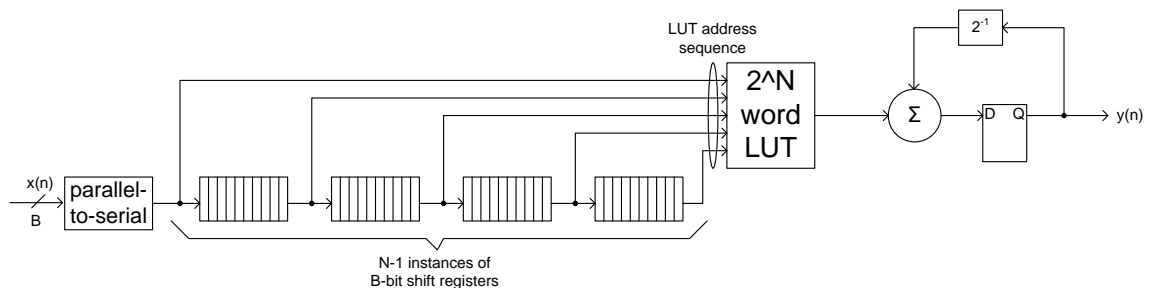 LUT address
sequence
2^N
word
LUT
2-1
Σ
D Q
y(n)
x(n)
B
parallel-
to-serial
N-1 instances of
B-bit shift registers